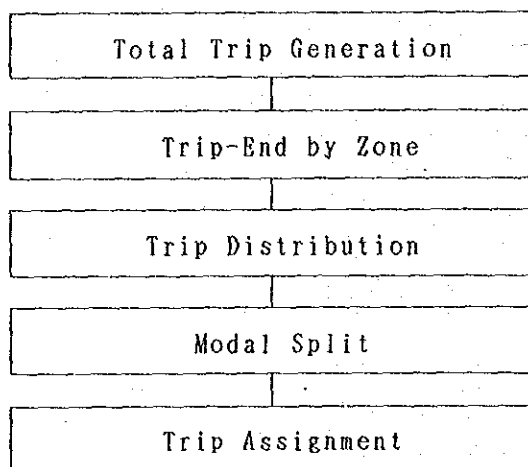 Total Trip Generation
Trip-End by Zone
Trip Distribution
Modal Split
Trip Assignment